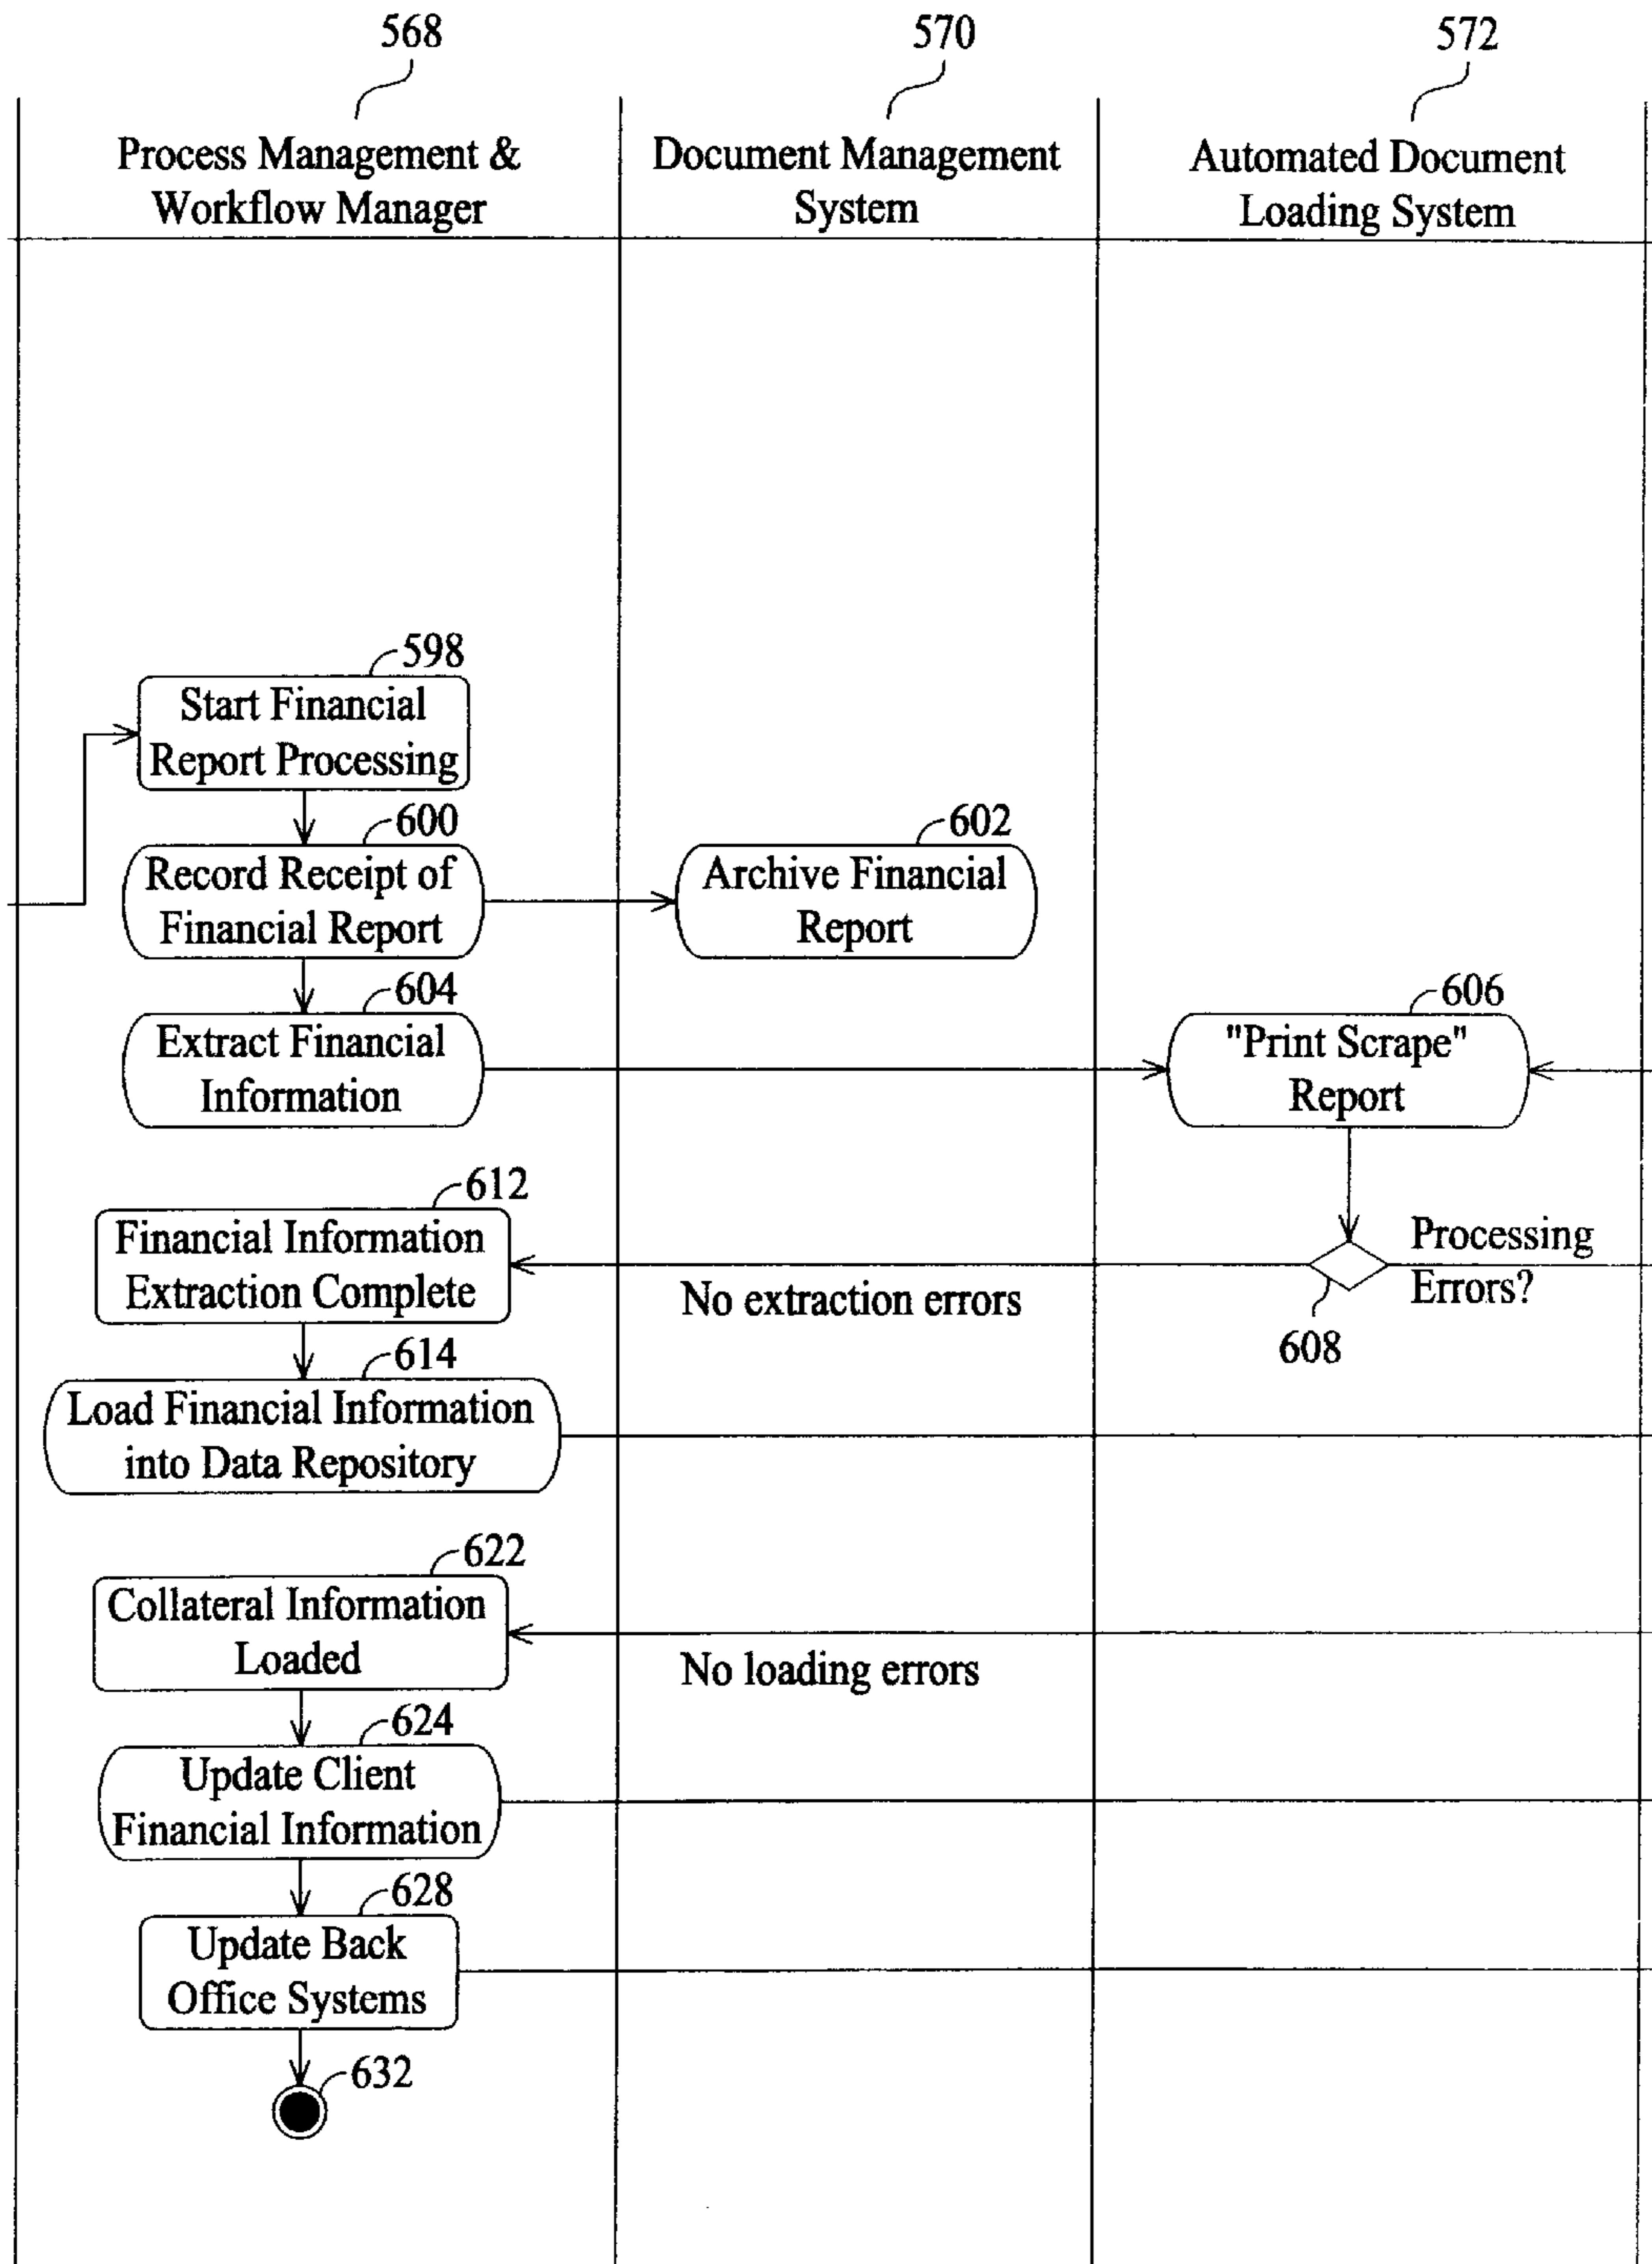 568
570
572
Process Management &
Workflow Manager
Document Management
System
Automated Document
Loading System
598
Start Financial
Report Processing
600
Record Receipt of
Financial Report
602
Archive Financial
Report
604
Extract Financial
Information
606
"Print Scrape"
Report
612
Financial Information
Extraction Complete
No extraction errors
Processing
Errors?
608
614
Load Financial Information
into Data Repository
622
Collateral Information
Loaded
No loading errors
624
Update Client
Financial Information
628
Update Back
Office Systems
632